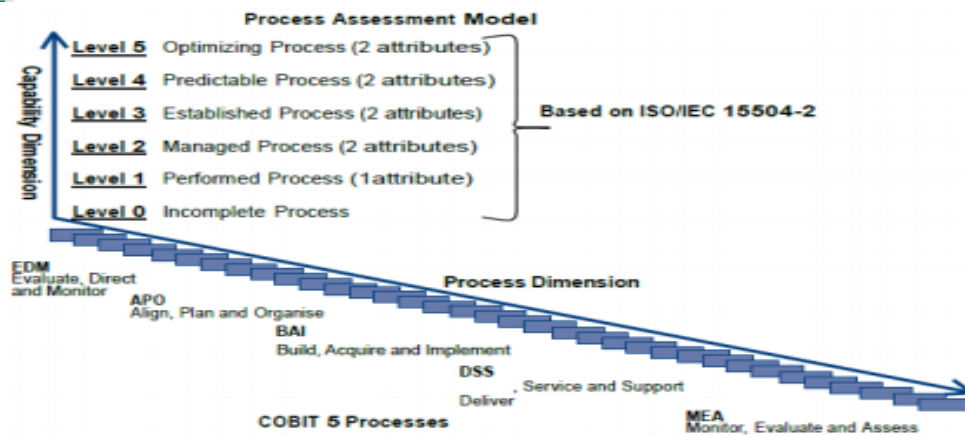 Process Assessment Model
Level 5 Optimizing Process (2 attributes)
Level 4 Predictable Process (2 attributes)
Level 3 Established Process (2 attributes)
Level 2 Managed Process (2 attributes)
Level 1 Performed Process (1attribute)
Level 0 Incomplete Process
Capability Dimension
Based on ISO/IEC 15504-2
Process Dimension
EDM
Evaluate, Direct
and Monitor
APO
Align, Plan and Organise
BAI
Build, Acquire and Implement
DSS
, Service and Support
Deliver
MEA
Monitor, Evaluate and Assess
COBIT 5 Processes